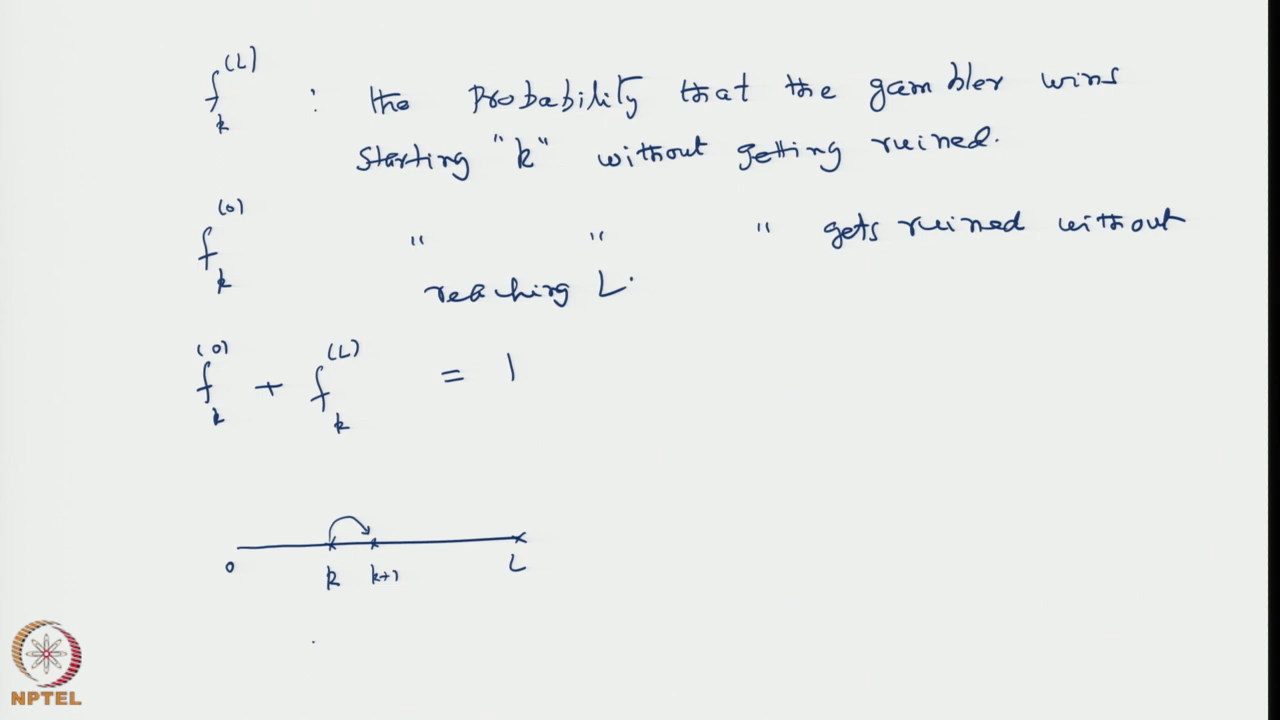 f_k^{(L)} : the Probability that the gambler wins
starting "k" without getting ruined.
f_k^{(0)} " " " gets ruined without
reaching L.
f_k^{(0)} + f_k^{(L)} = 1
0 k k+1 L
NPTEL